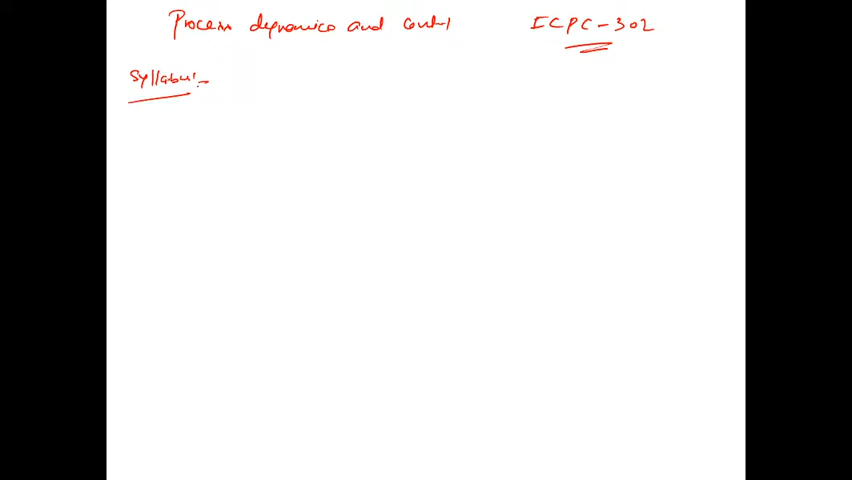 Process dynamics and control ICPC-302
Syllabus:-